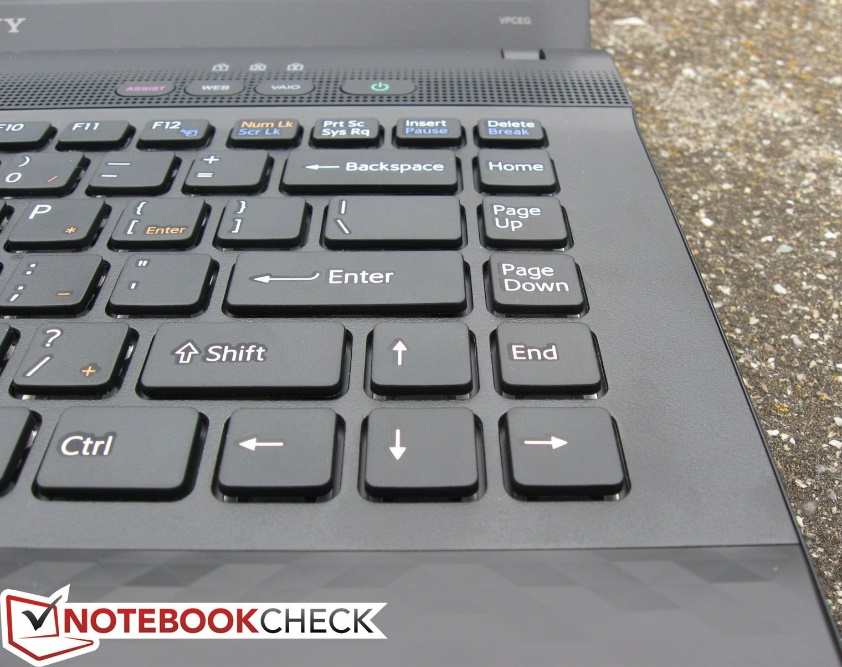 Y
VPCEG
ASSIST WEB VAIO
F10 F11 F12 Num Lk Prt Sc Insert Delete
Scr Lk Sys Rq Pause Break
) — +
0 / - = Backspace Home
P { } | Page
* [ Enter ] \ Up
: " Enter Page
; - ' Down
? Shift End
/ +
Ctrl
NOTEBOOKCHECK